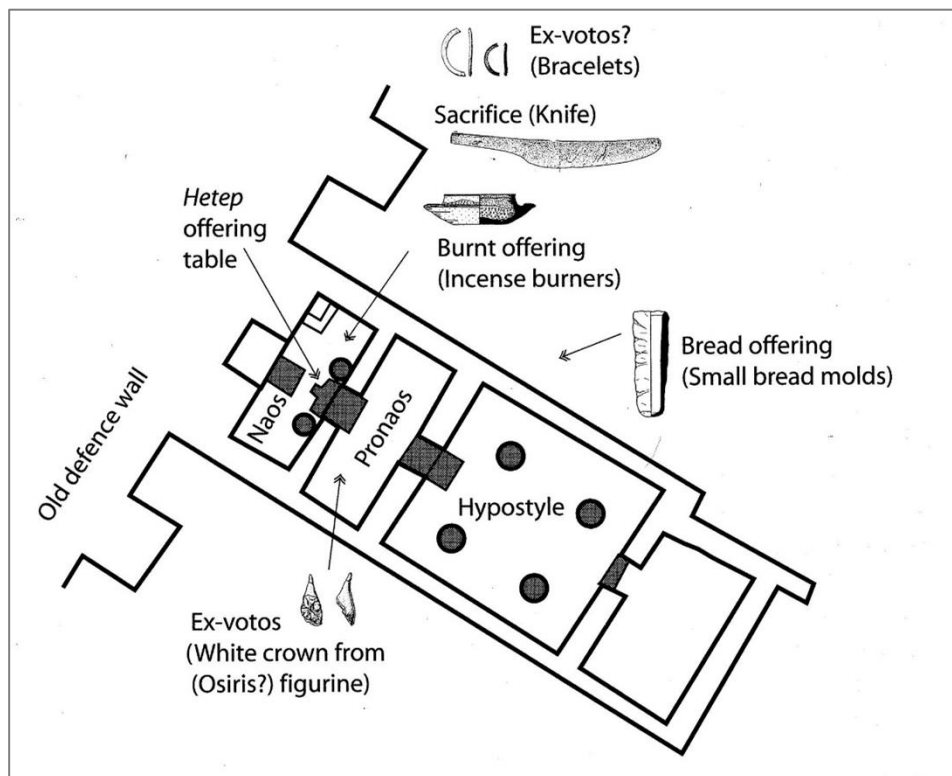 Ex-votos?
(Bracelets)
Sacrifice (Knife)
Hetep
offering
table
Burnt offering
(Incense burners)
Bread offering
(Small bread molds)
Old defence wall
Naos
Pronaos
Hypostyle
Ex-votos
(White crown from
(Osiris?) figurine)